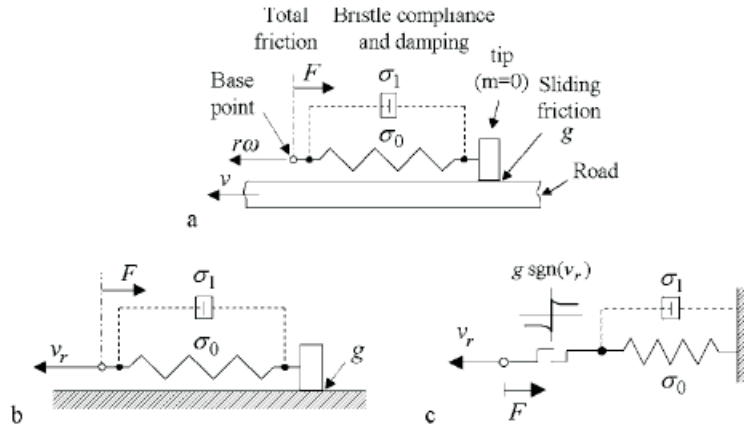 Total friction
Bristle compliance and damping
tip (m=0)
F
σ₁
Sliding friction g
Base point
σ₀
rω
v
Road
a
F
σ₁
σ₀
vᵣ
g
b
g sgn(vᵣ)
σ₁
vᵣ
σ₀
F
c